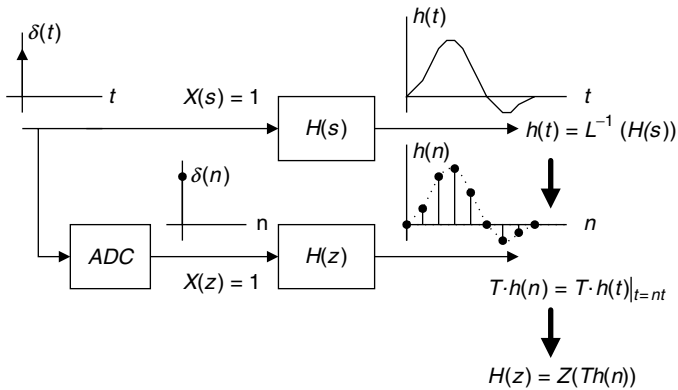 δ(t)
t
X(s) = 1
H(s)
h(t)
t
h(t) = L⁻¹ (H(s))
δ(n)
n
ADC
X(z) = 1
H(z)
h(n)
n
T·h(n) = T·h(t)|t=nt
H(z) = Z(Th(n))